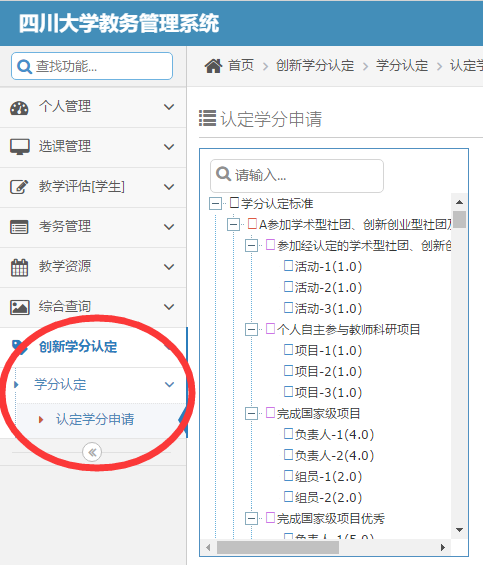 四川大学教务管理系统
查找功能...
首页 > 创新学分认定 > 学分认定 > 认定学
个人管理
选课管理
教学评估[学生]
考务管理
教学资源
综合查询
创新学分认定
学分认定
认定学分申请
认定学分申请
请输入...
学分认定标准
A参加学术型社团、创新创业型社团及
参加经认定的学术型社团、创新创
活动-1(1.0)
活动-2(1.0)
活动-3(1.0)
个人自主参与教师科研项目
项目-1(1.0)
项目-2(1.0)
项目-3(1.0)
完成国家级项目
负责人-1(4.0)
负责人-2(4.0)
组员-1(2.0)
组员-2(2.0)
完成国家级项目优秀
负责人-1(5.0)